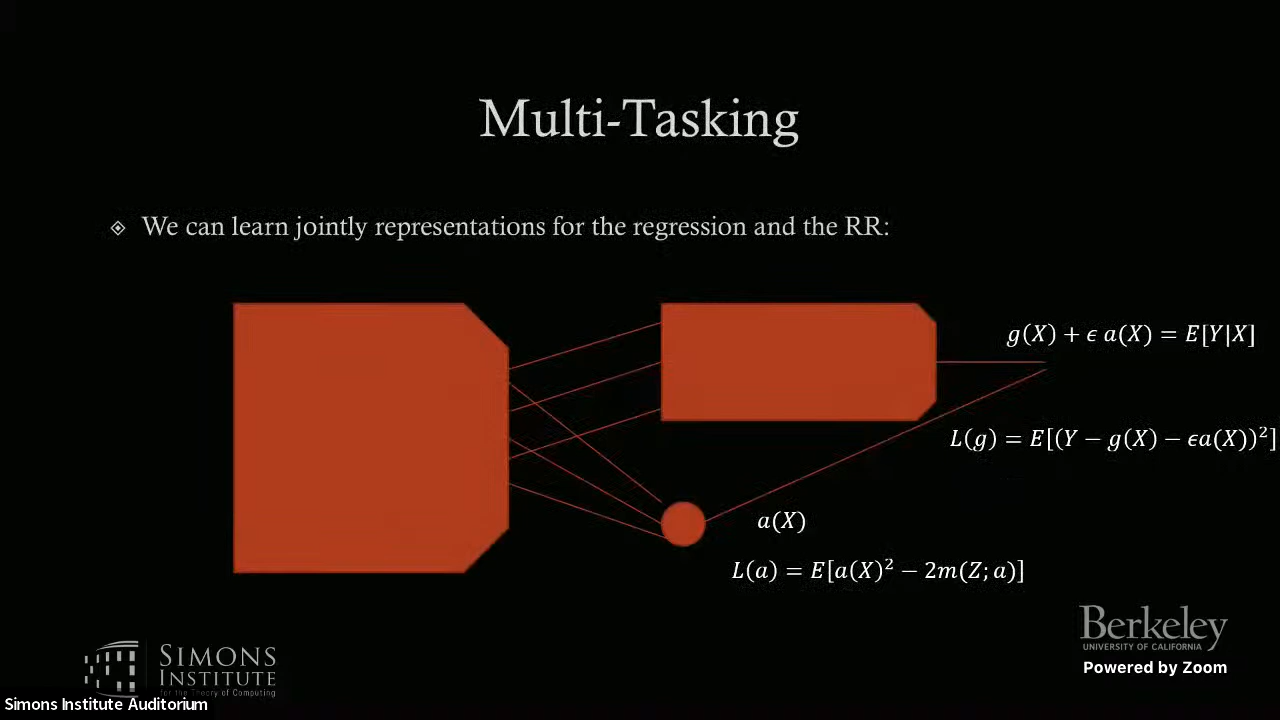 Multi-Tasking
We can learn jointly representations for the regression and the RR:
g(X) + ϵ a(X) = E[Y|X]
L(g) = E[(Y − g(X) − ϵa(X))²]
a(X)
L(a) = E[a(X)² − 2m(Z; a)]
Berkeley
UNIVERSITY OF CALIFORNIA
Powered by Zoom
SIMONS
INSTITUTE
for the Theory of Computing
Simons Institute Auditorium